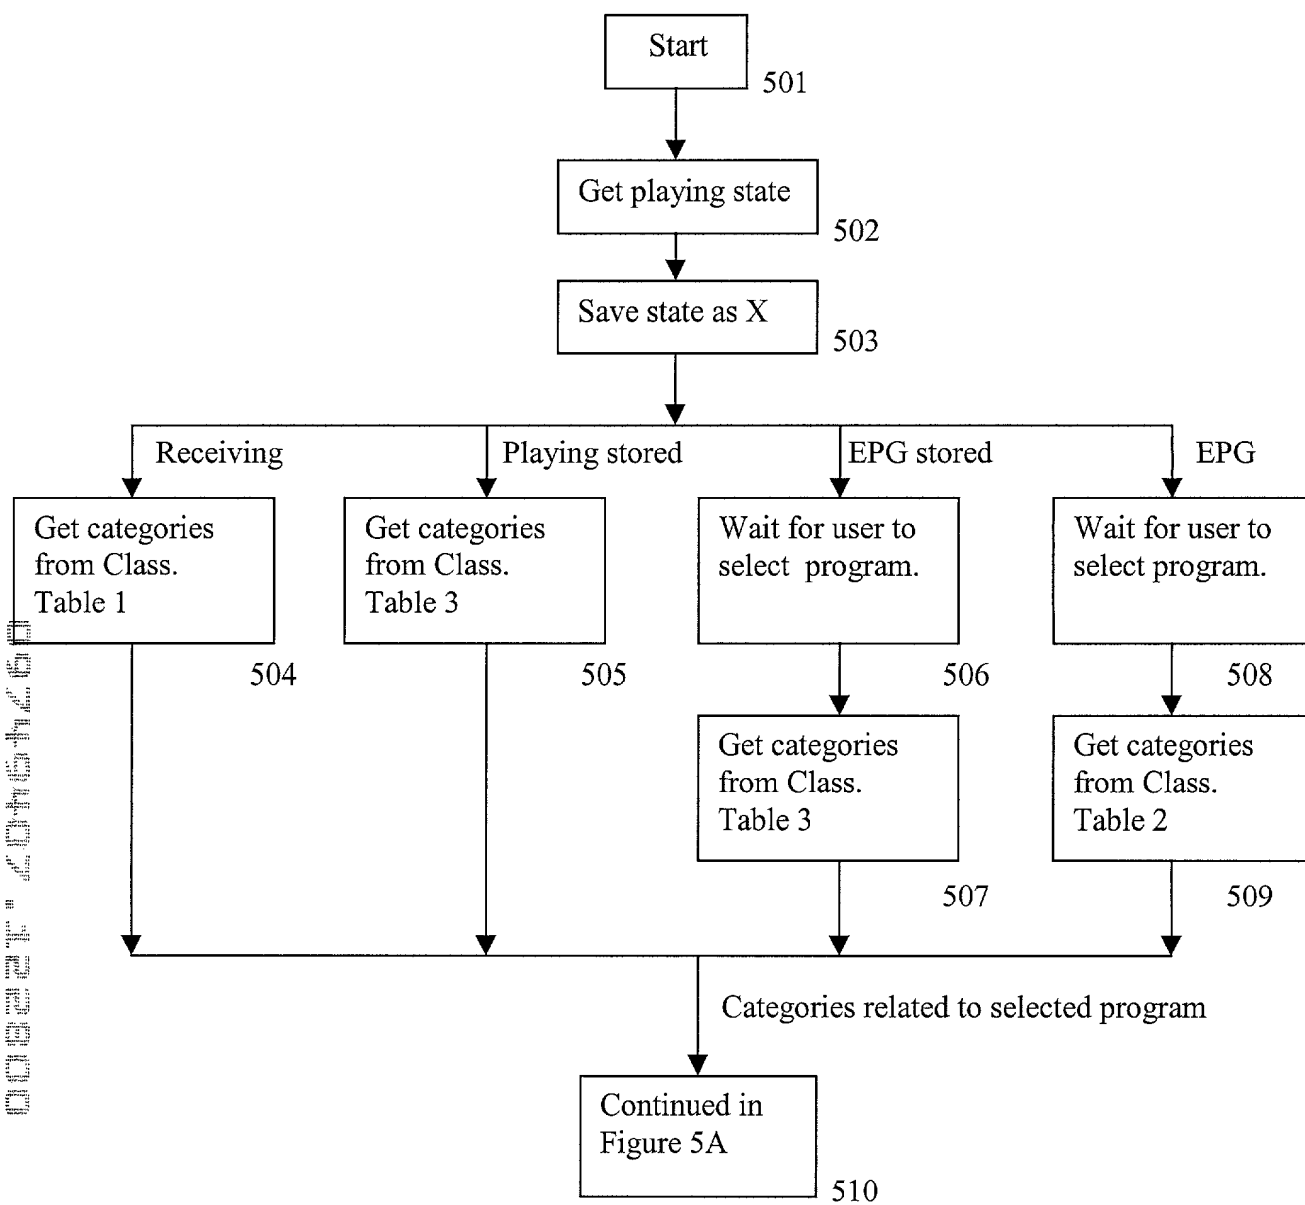 Start
501
Get playing state
502
Save state as X
503
Receiving
Playing stored
EPG stored
EPG
Get categories
from Class.
Table 1
504
Get categories
from Class.
Table 3
505
Wait for user to
select program.
506
Wait for user to
select program.
508
Get categories
from Class.
Table 3
507
Get categories
from Class.
Table 2
509
Categories related to selected program
Continued in
Figure 5A
510